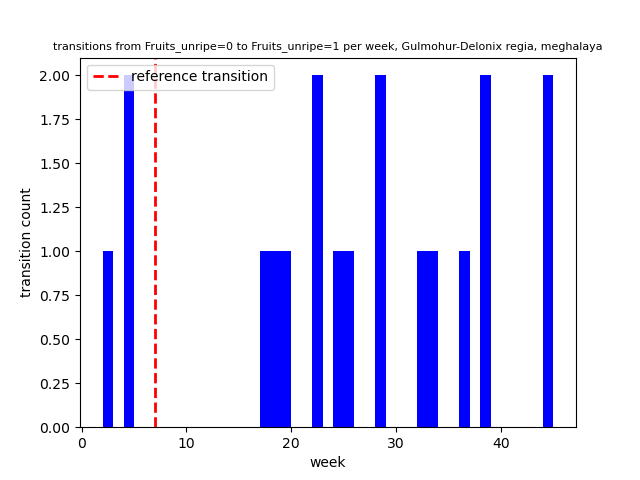 transitions from Fruits_unripe=0 to Fruits_unripe=1 per week, Gulmohur-Delonix regia, meghalaya
reference transition
2.00
1.75
1.50
1.25
1.00
0.75
0.50
0.25
0.00
transition count
0 10 20 30 40
week